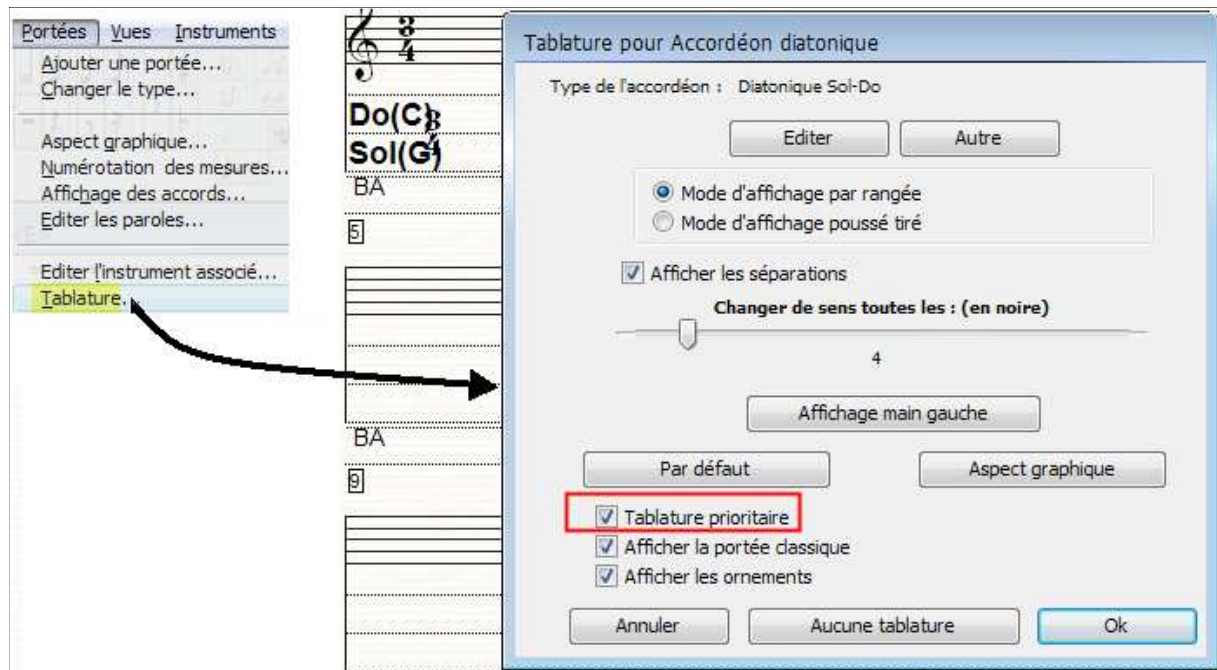 Portées Vues Instruments
Ajouter une portée...
Changer le type...
Aspect graphique...
Numérotation des mesures...
Affichage des accords...
Editer les paroles...
Editer l'instrument associé...
Tablature...
3
4
Do(C) 3
Sol(G) 4
BA
5
BA
9
Tablature pour Accordéon diatonique
Type de l'accordéon : Diatonique Sol-Do
Editer Autre
Mode d'affichage par rangée
Mode d'affichage poussé tiré
Afficher les séparations
Changer de sens toutes les : (en noire)
4
Affichage main gauche
Par défaut Aspect graphique
Tablature prioritaire
Afficher la portée classique
Afficher les ornements
Annuler Aucune tablature Ok